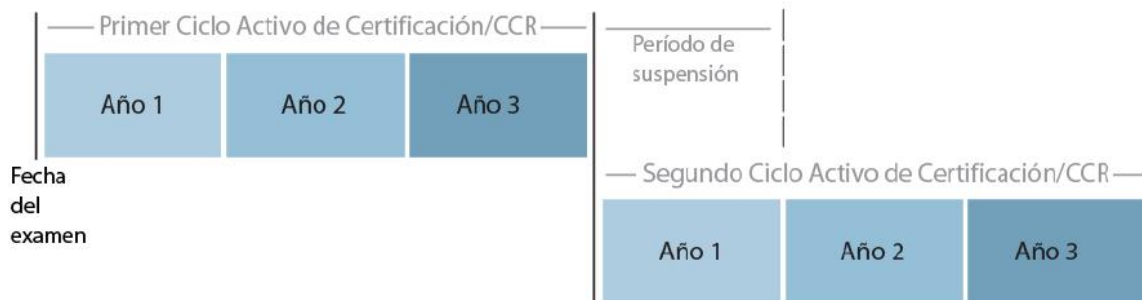 Primer Ciclo Activo de Certificación/CCR
Período de
suspensión
Año 1
Año 2
Año 3
Fecha
del
examen
Segundo Ciclo Activo de Certificación/CCR
Año 1
Año 2
Año 3